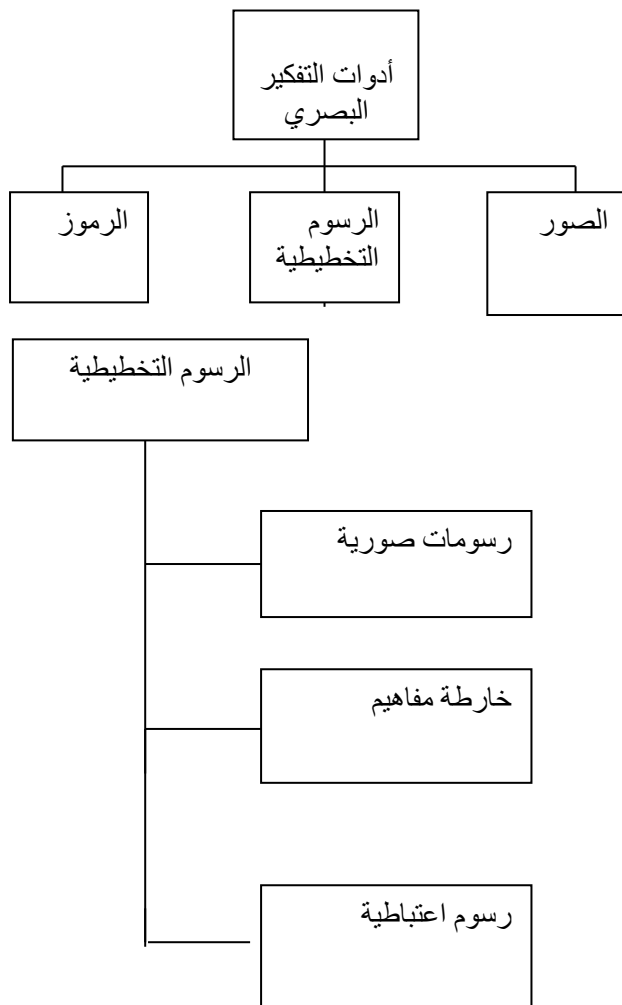 أدوات التفكير
البصري
الصور
الرسوم
التخطيطية
الرموز
الرسوم التخطيطية
رسومات صورية
خارطة مفاهيم
رسوم اعتباطية